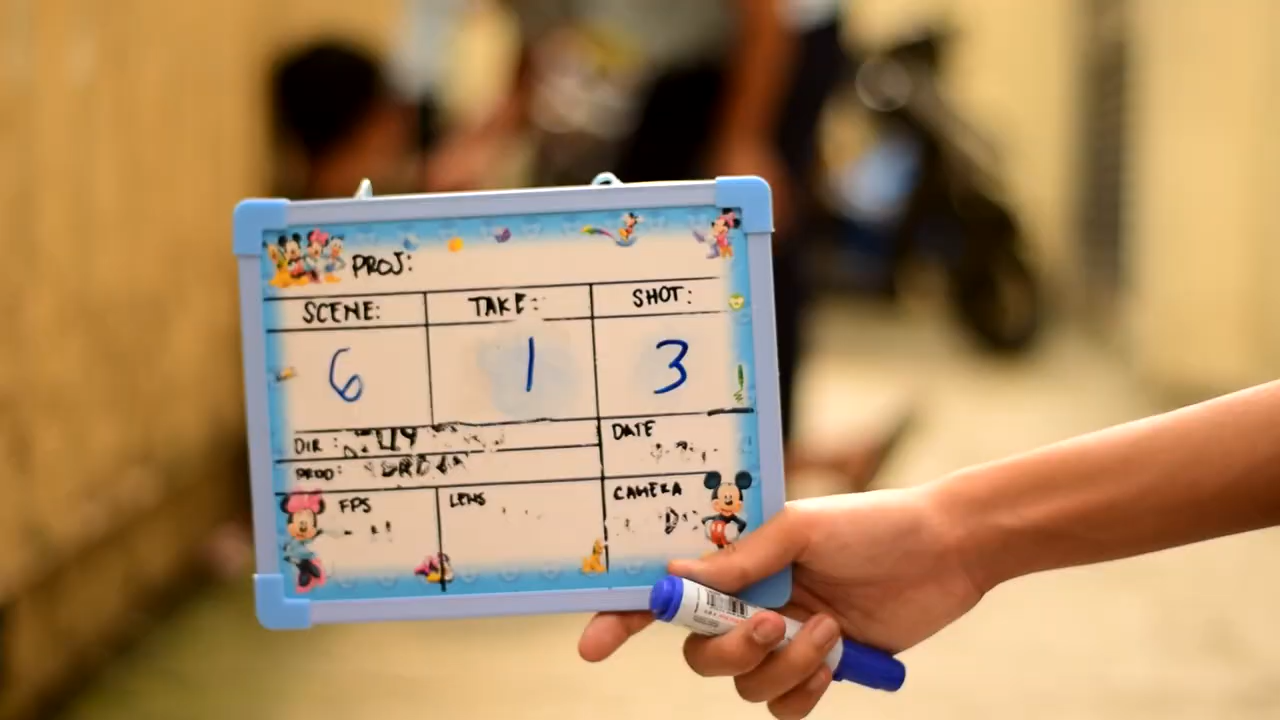 PROJ:
SCENE: TAKE: SHOT:
6 1 3
DIR: DATE
PROD:
FPS LENS CAMERA